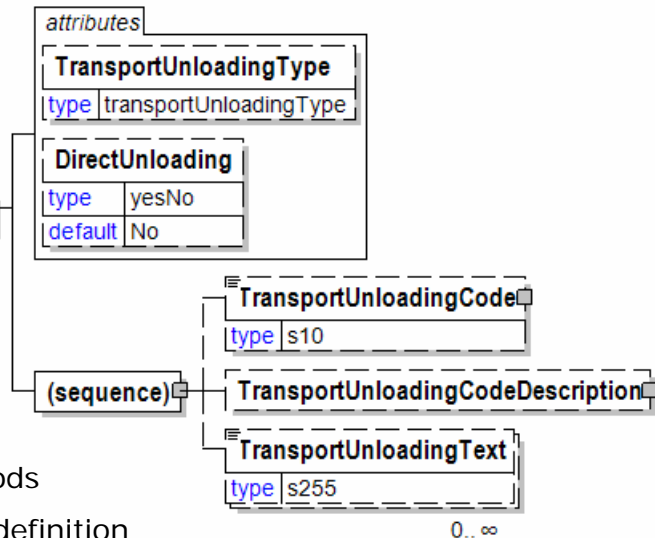 attributes
TransportUnloadingType
type transportUnloadingType
DirectUnloading
type yesNo
default No
TransportUnloadingCode
type s10
(sequence)
TransportUnloadingCodeDescription
TransportUnloadingText
type s255
0..∞
definition